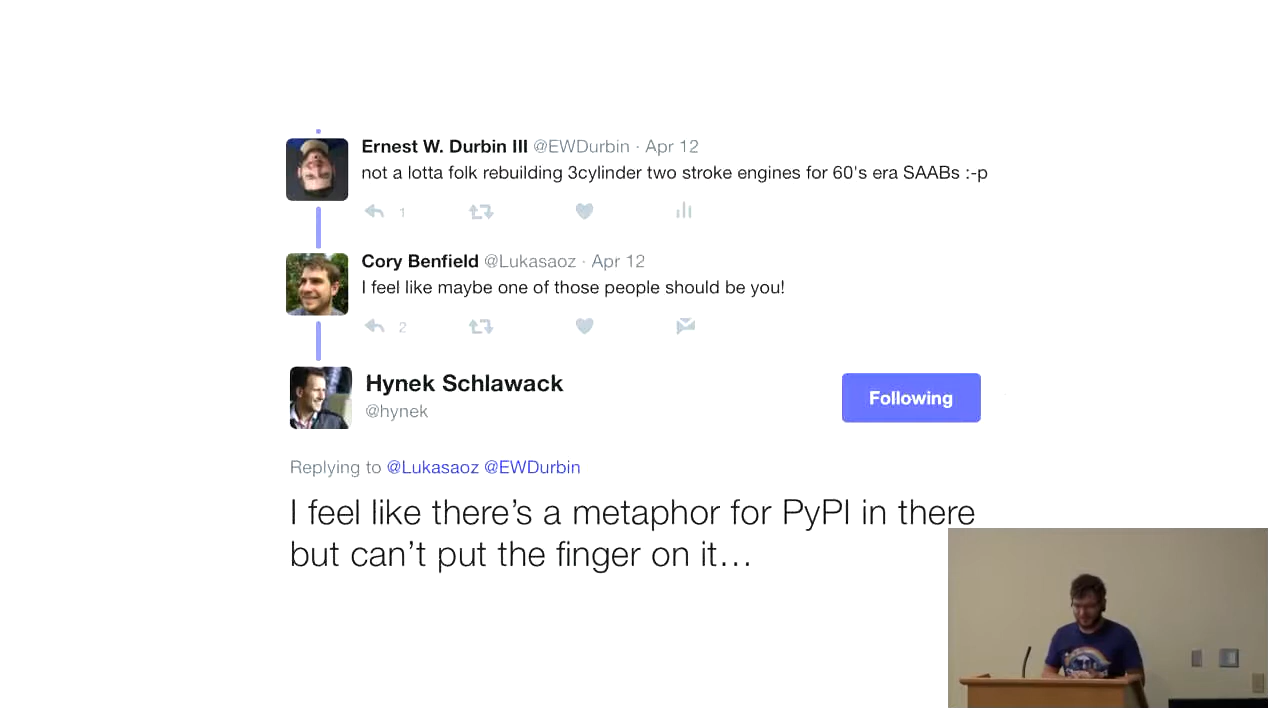 Ernest W. Durbin III @EWDurbin · Apr 12
not a lotta folk rebuilding 3cylinder two stroke engines for 60's era SAABs :-p
1
Cory Benfield @Lukasaoz · Apr 12
I feel like maybe one of those people should be you!
2
Hynek Schlawack
@hynek
Following
Replying to @Lukasaoz @EWDurbin
I feel like there’s a metaphor for PyPI in there
but can’t put the finger on it…